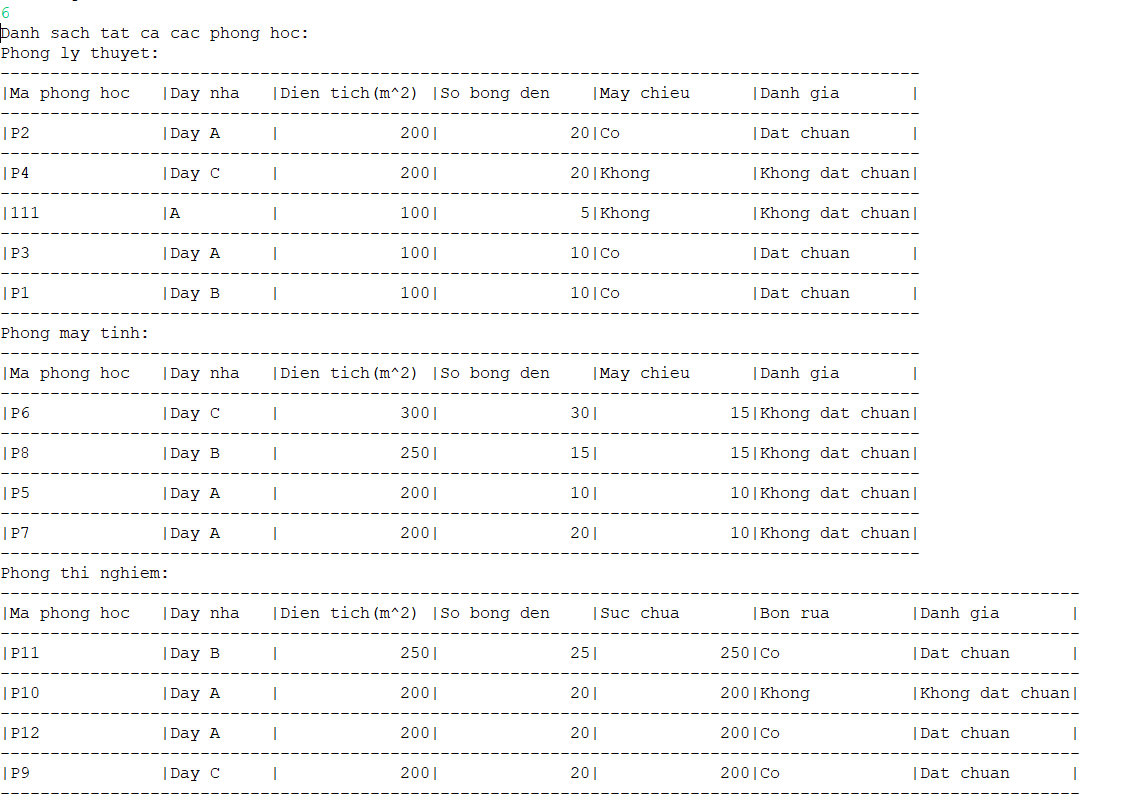 6
Danh sach tat ca cac phong hoc:
Phong ly thuyet:
--------------------------------------------------------------------------------------------
|Ma phong hoc   |Day nha   |Dien tich(m^2) |So bong den    |May chieu      |Danh gia       |
--------------------------------------------------------------------------------------------
|P2             |Day A     |            200|             20|Co             |Dat chuan      |
--------------------------------------------------------------------------------------------
|P4             |Day C     |            200|             20|Khong          |Khong dat chuan|
--------------------------------------------------------------------------------------------
|111            |A         |            100|              5|Khong          |Khong dat chuan|
--------------------------------------------------------------------------------------------
|P3             |Day A     |            100|             10|Co             |Dat chuan      |
--------------------------------------------------------------------------------------------
|P1             |Day B     |            100|             10|Co             |Dat chuan      |
--------------------------------------------------------------------------------------------
Phong may tinh:
--------------------------------------------------------------------------------------------
|Ma phong hoc   |Day nha   |Dien tich(m^2) |So bong den    |May chieu      |Danh gia       |
--------------------------------------------------------------------------------------------
|P6             |Day C     |            300|             30|             15|Khong dat chuan|
--------------------------------------------------------------------------------------------
|P8             |Day B     |            250|             15|             15|Khong dat chuan|
--------------------------------------------------------------------------------------------
|P5             |Day A     |            200|             10|             10|Khong dat chuan|
--------------------------------------------------------------------------------------------
|P7             |Day A     |            200|             20|             10|Khong dat chuan|
--------------------------------------------------------------------------------------------
Phong thi nghiem:
------------------------------------------------------------------------------------------------------------
|Ma phong hoc   |Day nha   |Dien tich(m^2) |So bong den    |Suc chua       |Bon rua        |Danh gia       |
------------------------------------------------------------------------------------------------------------
|P11            |Day B     |            250|             25|            250|Co             |Dat chuan      |
------------------------------------------------------------------------------------------------------------
|P10            |Day A     |            200|             20|            200|Khong          |Khong dat chuan|
------------------------------------------------------------------------------------------------------------
|P12            |Day A     |            200|             20|            200|Co             |Dat chuan      |
------------------------------------------------------------------------------------------------------------
|P9             |Day C     |            200|             20|            200|Co             |Dat chuan      |
------------------------------------------------------------------------------------------------------------